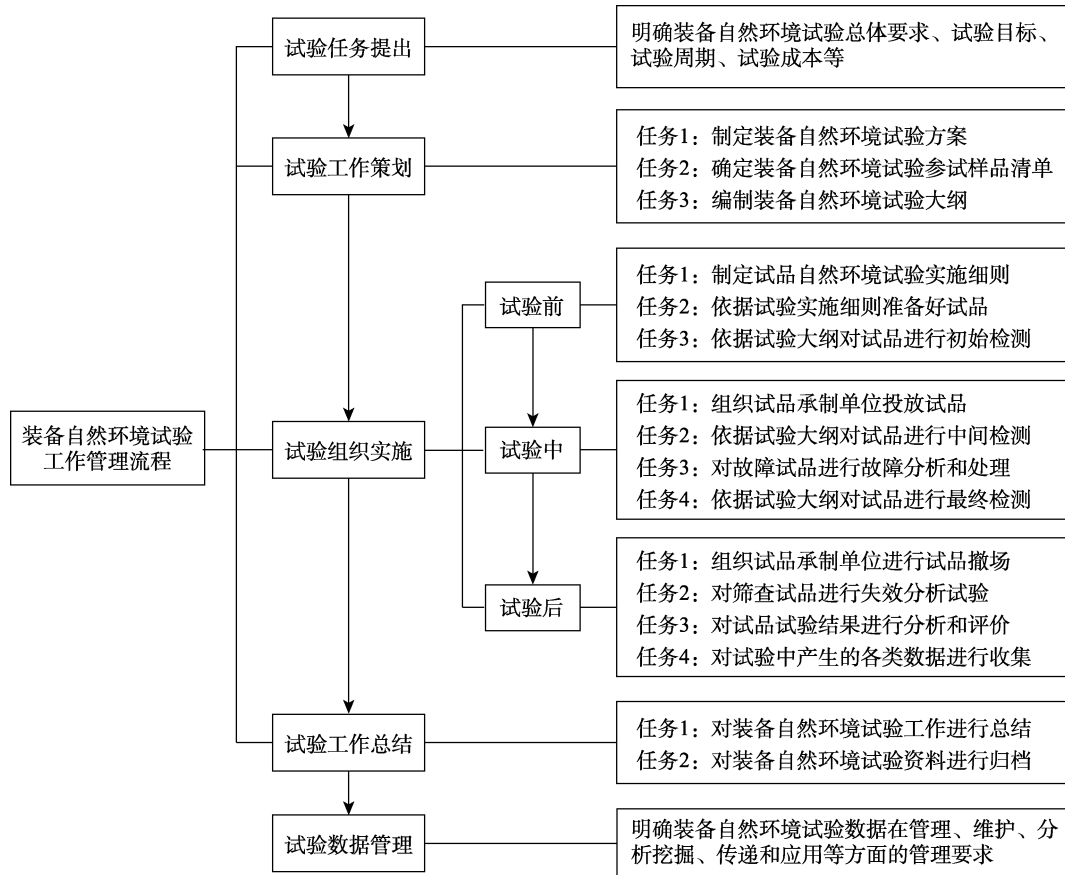 试验任务提出
明确装备自然环境试验总体要求、试验目标、
试验周期、试验成本等
试验工作策划
任务1：制定装备自然环境试验方案
任务2：确定装备自然环境试验参试样品清单
任务3：编制装备自然环境试验大纲
试验前
任务1：制定试品自然环境试验实施细则
任务2：依据试验实施细则准备好试品
任务3：依据试验大纲对试品进行初始检测
装备自然环境试验
工作管理流程
试验组织实施
试验中
任务1：组织试品承制单位投放试品
任务2：依据试验大纲对试品进行中间检测
任务3：对故障试品进行故障分析和处理
任务4：依据试验大纲对试品进行最终检测
试验后
任务1：组织试品承制单位进行试品撤场
任务2：对筛查试品进行失效分析试验
任务3：对试品试验结果进行分析和评价
任务4：对试验中产生的各类数据进行收集
试验工作总结
任务1：对装备自然环境试验工作进行总结
任务2：对装备自然环境试验资料进行归档
试验数据管理
明确装备自然环境试验数据在管理、维护、分
析挖掘、传递和应用等方面的管理要求